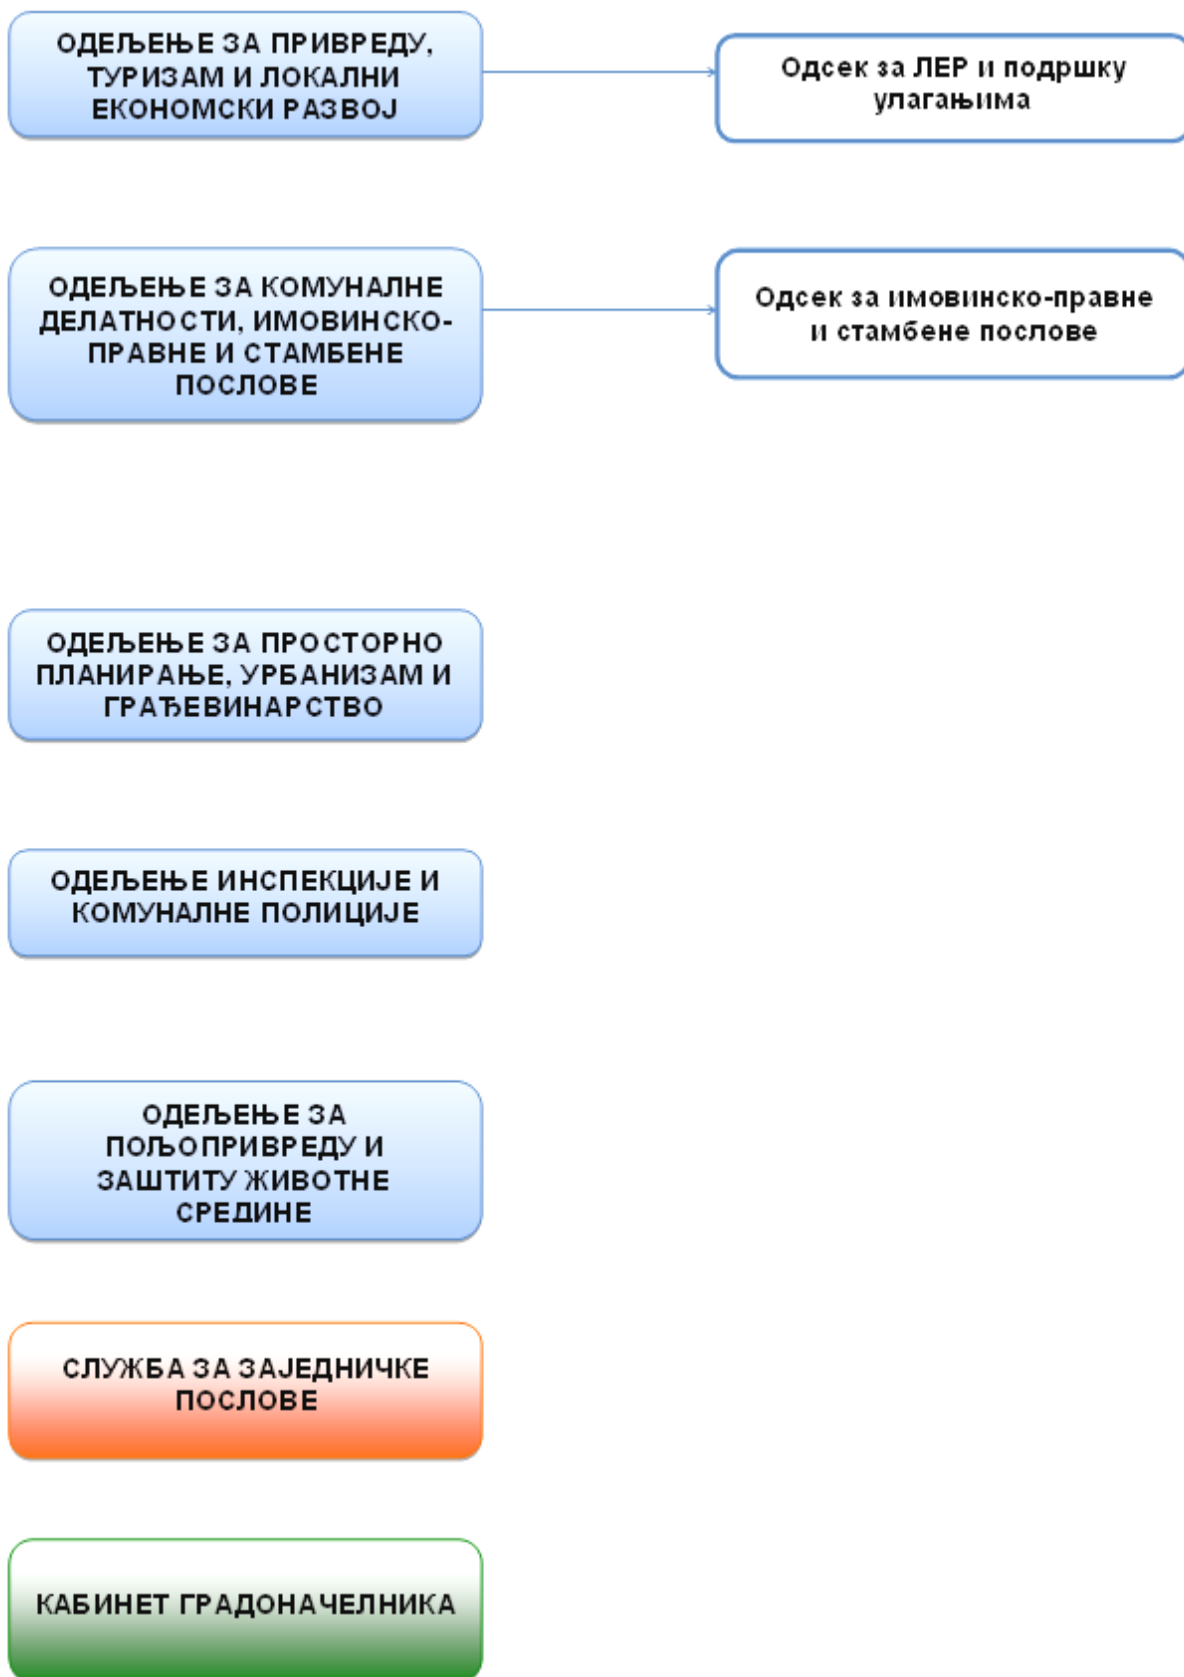 ОДЕЉЕЊЕ ЗА ПРИВРЕДУ,
ТУРИЗАМ И ЛОКАЛНИ
ЕКОНОМСКИ РАЗВОЈ
Одсек за ЛЕР и подршку
улагањима
ОДЕЉЕЊЕ ЗА КОМУНАЛНЕ
ДЕЛАТНОСТИ, ИМОВИНСКО-
ПРАВНЕ И СТАМБЕНЕ
ПОСЛОВЕ
Одсек за имовинско-правне
и стамбене послове
ОДЕЉЕЊЕ ЗА ПРОСТОРНО
ПЛАНИРАЊЕ, УРБАНИЗАМ И
ГРАЂЕВИНАРСТВО
ОДЕЉЕЊЕ ИНСПЕКЦИЈЕ И
КОМУНАЛНЕ ПОЛИЦИЈЕ
ОДЕЉЕЊЕ ЗА
ПОЉОПРИВРЕДУ И
ЗАШТИТУ ЖИВОТНЕ
СРЕДИНЕ
СЛУЖБА ЗА ЗАЈЕДНИЧКЕ
ПОСЛОВЕ
КАБИНЕТ ГРАДОНАЧЕЛНИКА